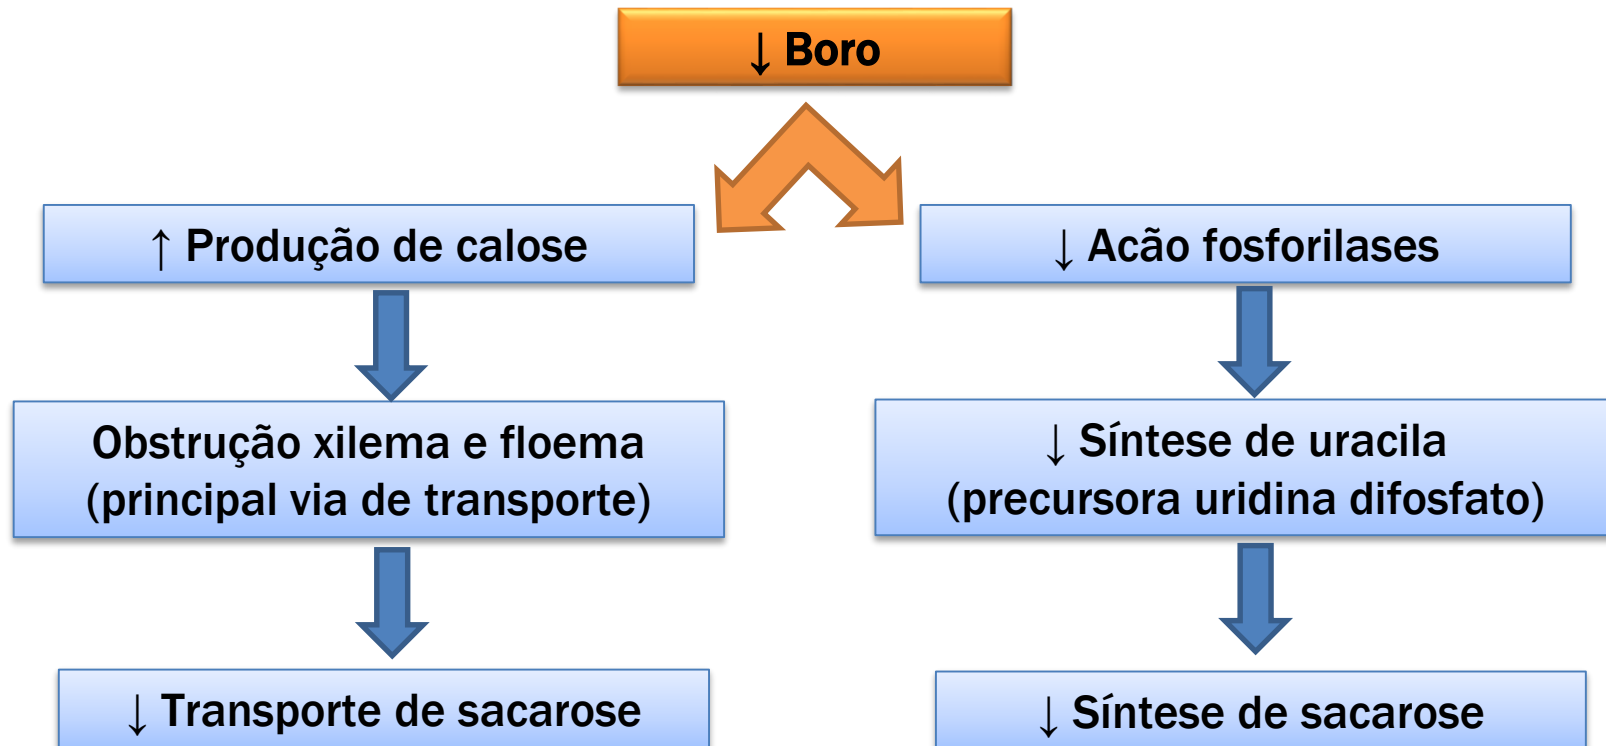 ↓ Boro
↑ Produção de calose
↓ Acão fosforilases
Obstrução xilema e floema
(principal via de transporte)
↓ Síntese de uracila
(precursora uridina difosfato)
↓ Transporte de sacarose
↓ Síntese de sacarose